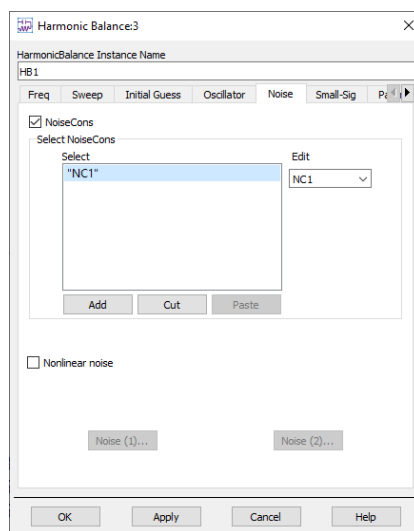 Harmonic Balance:3
HarmonicBalance Instance Name
HB1
Freq Sweep Initial Guess Oscillator Noise Small-Sig
NoiseCons
Select NoiseCons
Select Edit
"NC1" NC1
Add Cut Paste
Nonlinear noise
Noise (1)... Noise (2)...
OK Apply Cancel Help